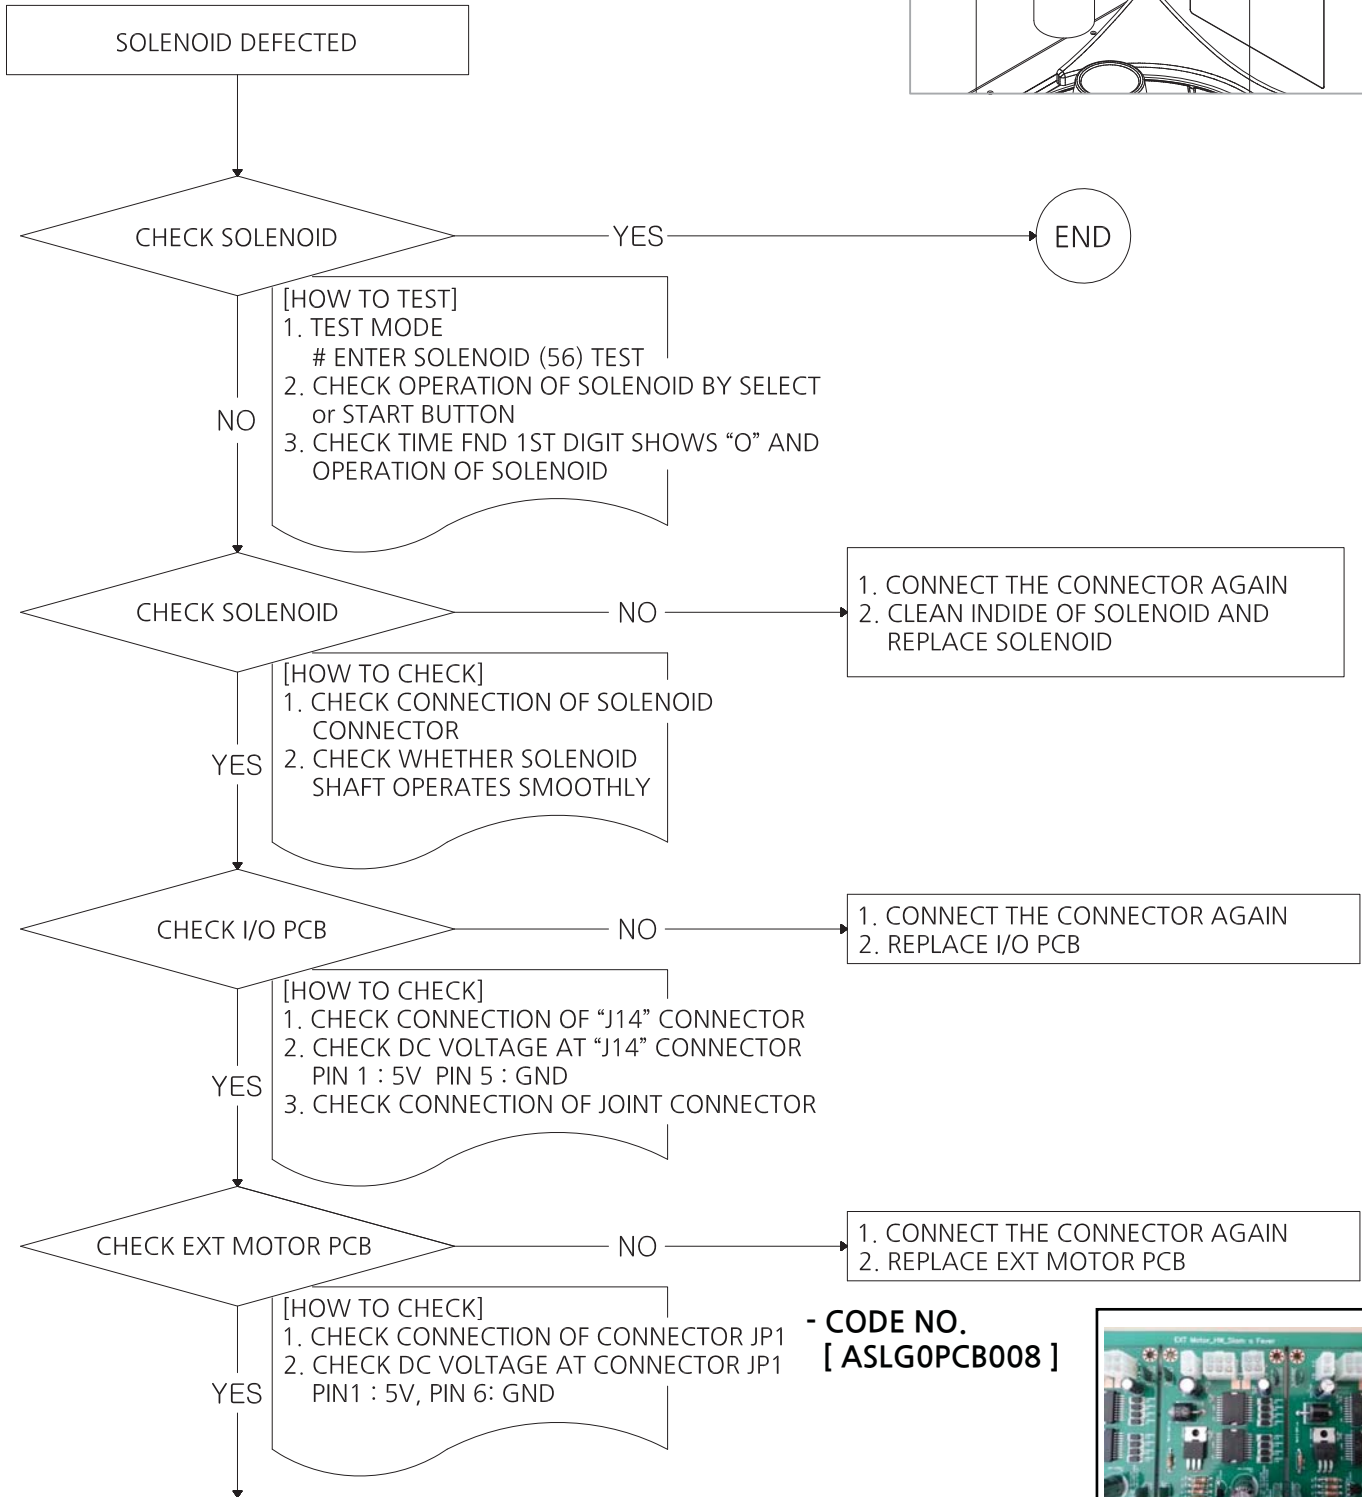 SOLENOID DEFECTED
CHECK SOLENOID
YES
END
[HOW TO TEST]
1. TEST MODE
# ENTER SOLENOID (56) TEST
2. CHECK OPERATION OF SOLENOID BY SELECT
or START BUTTON
3. CHECK TIME FND 1ST DIGIT SHOWS “O” AND
OPERATION OF SOLENOID
NO
CHECK SOLENOID
NO
1. CONNECT THE CONNECTOR AGAIN
2. CLEAN INDIDE OF SOLENOID AND
REPLACE SOLENOID
[HOW TO CHECK]
1. CHECK CONNECTION OF SOLENOID
CONNECTOR
2. CHECK WHETHER SOLENOID
SHAFT OPERATES SMOOTHLY
YES
CHECK I/O PCB
NO
1. CONNECT THE CONNECTOR AGAIN
2. REPLACE I/O PCB
[HOW TO CHECK]
1. CHECK CONNECTION OF “J14” CONNECTOR
2. CHECK DC VOLTAGE AT “J14” CONNECTOR
PIN 1 : 5V PIN 5 : GND
3. CHECK CONNECTION OF JOINT CONNECTOR
YES
CHECK EXT MOTOR PCB
NO
1. CONNECT THE CONNECTOR AGAIN
2. REPLACE EXT MOTOR PCB
[HOW TO CHECK]
1. CHECK CONNECTION OF CONNECTOR JP1
2. CHECK DC VOLTAGE AT CONNECTOR JP1
PIN1 : 5V, PIN 6: GND
YES
- CODE NO.
[ ASLG0PCB008 ]
EXT Motor_HW_Slam a Fever